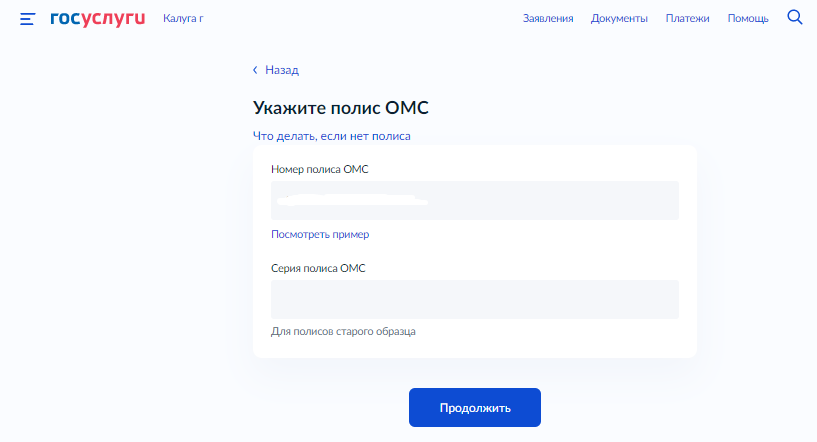 госуслуги Калуга г Заявления Документы Платежи Помощь
Назад
Укажите полис ОМС
Что делать, если нет полиса
Номер полиса ОМС
Посмотреть пример
Серия полиса ОМС
Для полисов старого образца
Продолжить